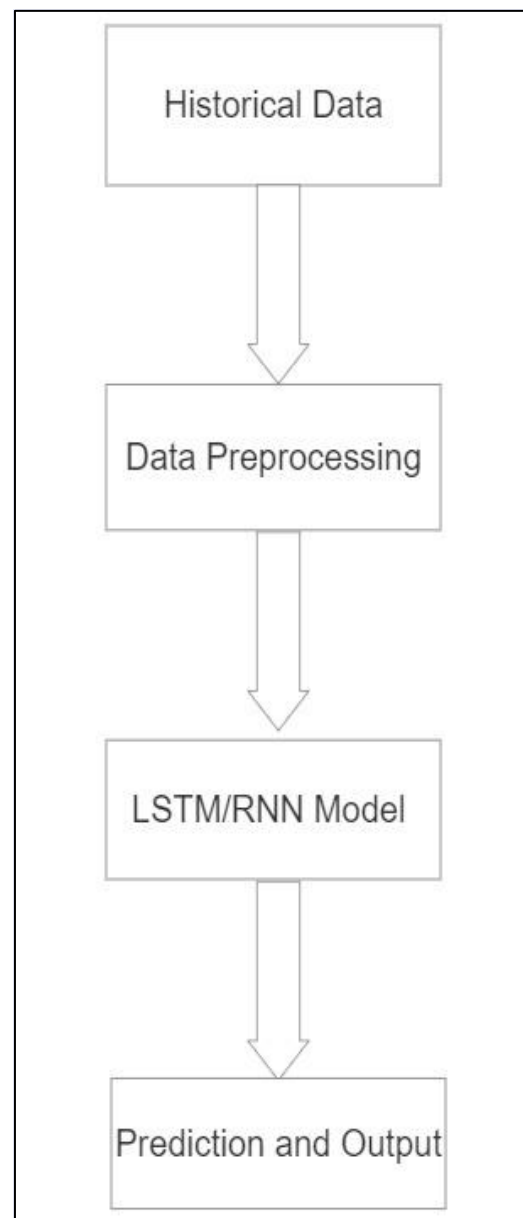 Historical Data
Data Preprocessing
LSTM/RNN Model
Prediction and Output